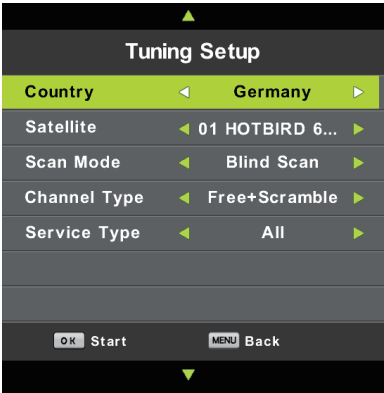 Tuning Setup
Country Germany
Satellite 01 HOTBIRD 6...
Scan Mode Blind Scan
Channel Type Free+Scramble
Service Type All
OK Start MENU Back